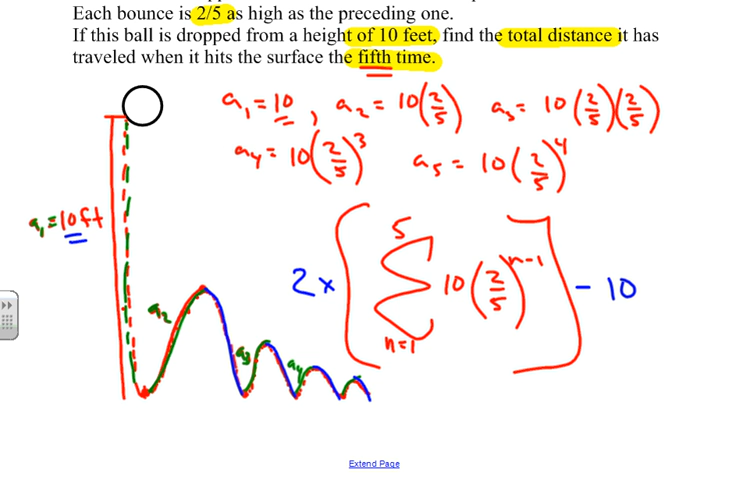 Each bounce is 2/5 as high as the preceding one.
If this ball is dropped from a height of 10 feet, find the total distance it has
traveled when it hits the surface the fifth time.
a₁ = 10 , a₂ = 10(2/5) a₃ = 10(2/5)(2/5)
a₄ = 10(2/5)³ a₅ = 10(2/5)⁴
a₁ = 10ft
2 × [ 5 Σ n=1 10(2/5)ⁿ⁻¹ ] - 10
a₂
a₃
a₄
Extend Page